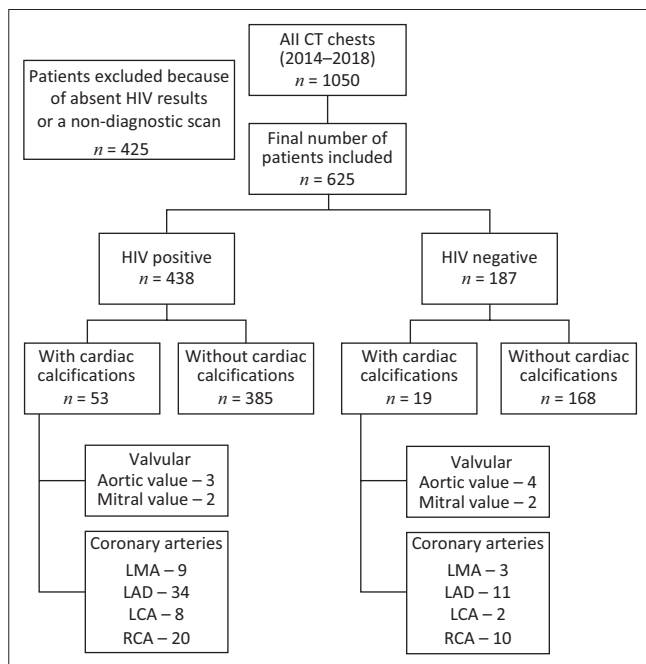 All CT chests
(2014–2018)
n = 1050
Patients excluded because
of absent HIV results
or a non-diagnostic scan
n = 425
Final number of
patients included
n = 625
HIV positive
n = 438
HIV negative
n = 187
With cardiac
calcifications
n = 53
Without cardiac
calcifications
n = 385
With cardiac
calcifications
n = 19
Without cardiac
calcifications
n = 168
Valvular
Aortic value – 3
Mitral value – 2
Valvular
Aortic value – 4
Mitral value – 2
Coronary arteries
LMA – 9
LAD – 34
LCA – 8
RCA – 20
Coronary arteries
LMA – 3
LAD – 11
LCA – 2
RCA – 10